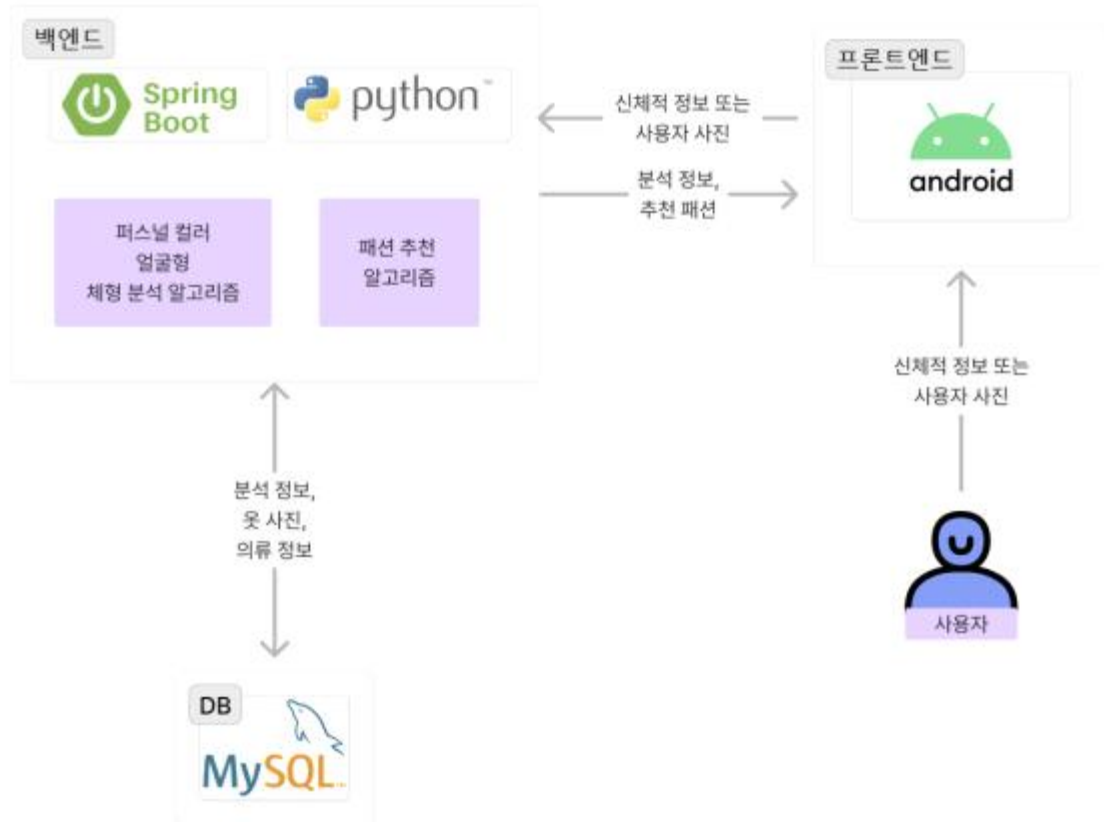 백엔드
Spring
Boot
python
퍼스널 컬러
얼굴형
체형 분석 알고리즘
패션 추천
알고리즘
신체적 정보 또는
사용자 사진
분석 정보,
추천 패션
프론트엔드
android
신체적 정보 또는
사용자 사진
사용자
분석 정보,
옷 사진,
의류 정보
DB
MySQL